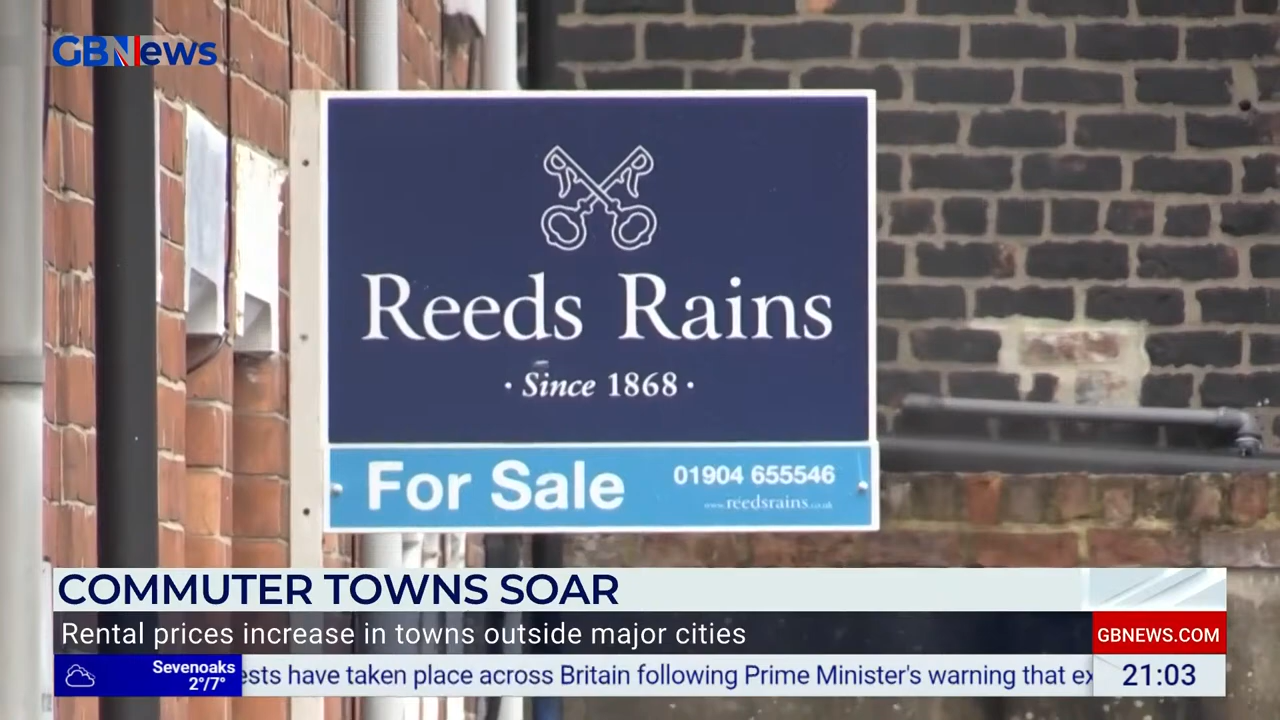 GBNews
Reeds Rains
· Since 1868 ·
For Sale
01904 655546
www.reedsrains.co.uk
COMMUTER TOWNS SOAR
Rental prices increase in towns outside major cities
GBNEWS.COM
Sevenoaks
2°/7°
ests have taken place across Britain following Prime Minister's warning that ex
21:03